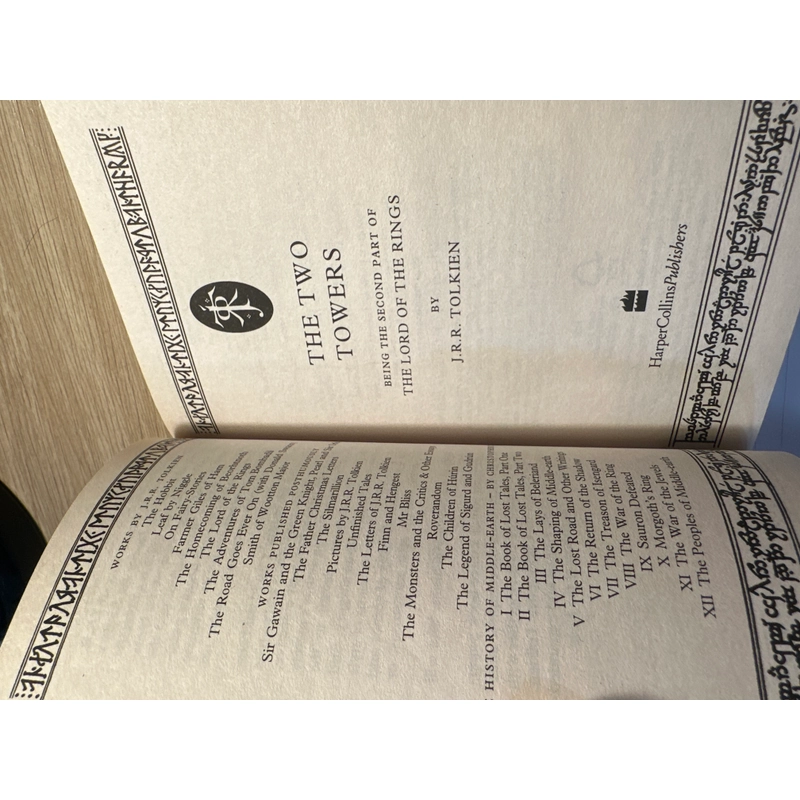 WORKS BY J.R.R. TOLKIEN
The Hobbit
Leaf by Niggle
On Fairy-Stories
Farmer Giles of Ham
The Homecoming of Beorhtnoth
The Lord of the Rings
The Adventures of Tom Bombadil
The Road Goes Ever On (with Donald
Smith of Wootton Major
WORKS PUBLISHED POSTHUMOUSLY
Sir Gawain and the Green Knight, Pearl and
The Father Christmas Letters
The Silmarillion
Pictures by J.R.R. Tolkien
Unfinished Tales
The Letters of J.R.R. Tolkien
Finn and Hengest
Mr Bliss
The Monsters and the Critics & Other Essays
Roverandom
The Children of Húrin
The Legend of Sigurd and Gudrún
HISTORY OF MIDDLE-EARTH – BY CHRISTOPHER
I The Book of Lost Tales, Part One
II The Book of Lost Tales, Part Two
III The Lays of Beleriand
IV The Shaping of Middle-earth
V The Lost Road and Other Writings
VI The Return of the Shadow
VII The Treason of Isengard
VIII The War of the Ring
IX Sauron Defeated
X Morgoth's Ring
XI The War of the Jewels
XII The Peoples of Middle-earth
THE TWO
TOWERS
BEING THE SECOND PART OF
THE LORD OF THE RINGS
BY
J.R.R. TOLKIEN
HarperCollinsPublishers